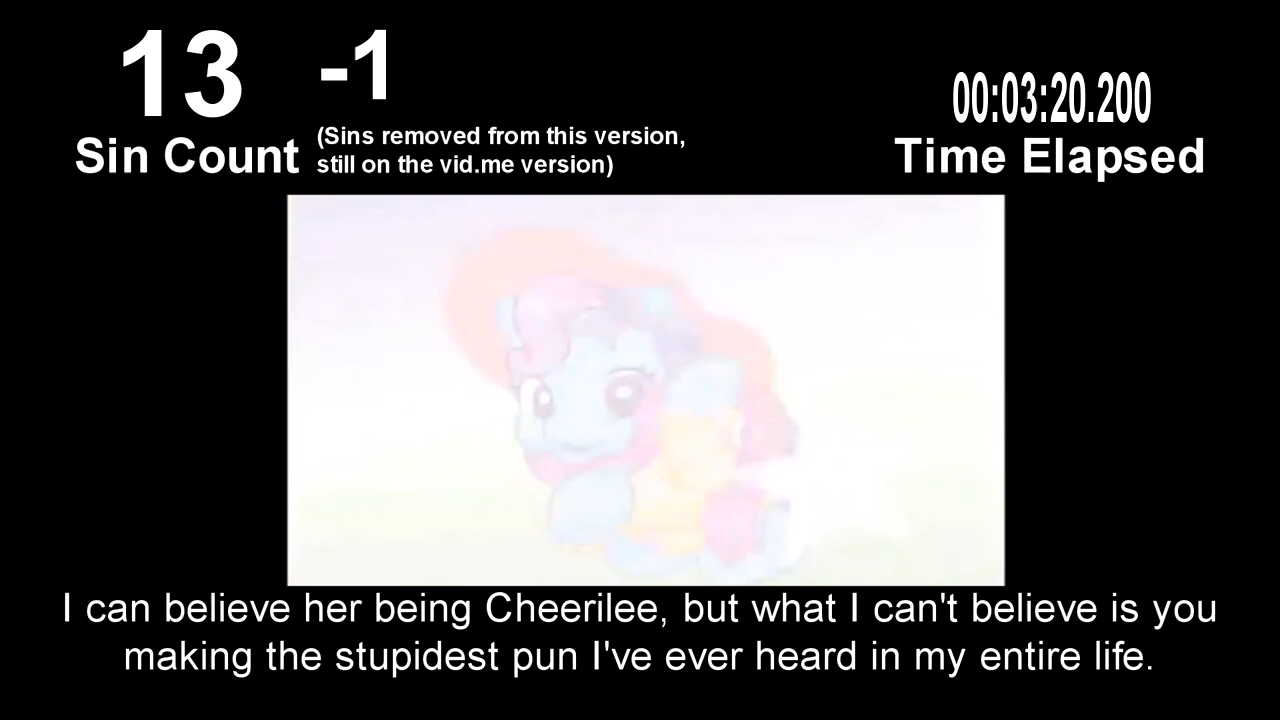 13 -1
Sin Count
(Sins removed from this version,
still on the vid.me version)
00:03:20.200
Time Elapsed
I can believe her being Cheerilee, but what I can't believe is you
making the stupidest pun I've ever heard in my entire life.